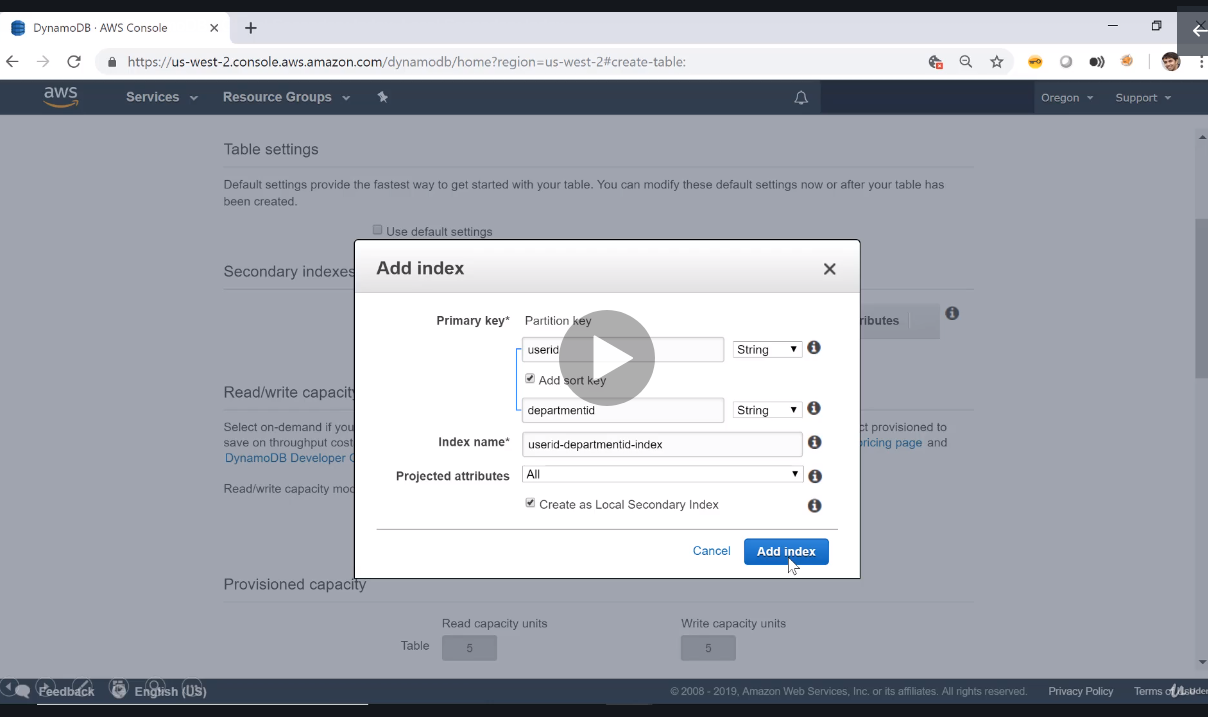 DynamoDB · AWS Console
https://us-west-2.console.aws.amazon.com/dynamodb/home?region=us-west-2#create-table:
aws Services Resource Groups Oregon Support
Table settings
Default settings provide the fastest way to get started with your table. You can modify these default settings now or after your table has
been created.
Use default settings
Add index
Secondary indexes
Primary key* Partition key
ributes
userid String
Add sort key
Read/write capacity
departmentid String
Select on-demand if you
t provisioned to
Index name* userid-departmentid-index
save on throughput cost
pricing page and
DynamoDB Developer
Projected attributes All
Read/write capacity mod
Create as Local Secondary Index
Cancel Add index
Provisioned capacity
Read capacity units Write capacity units
Table 5 5
Feedback English (US) © 2008 - 2019, Amazon Web Services, Inc. or its affiliates. All rights reserved. Privacy Policy Terms of